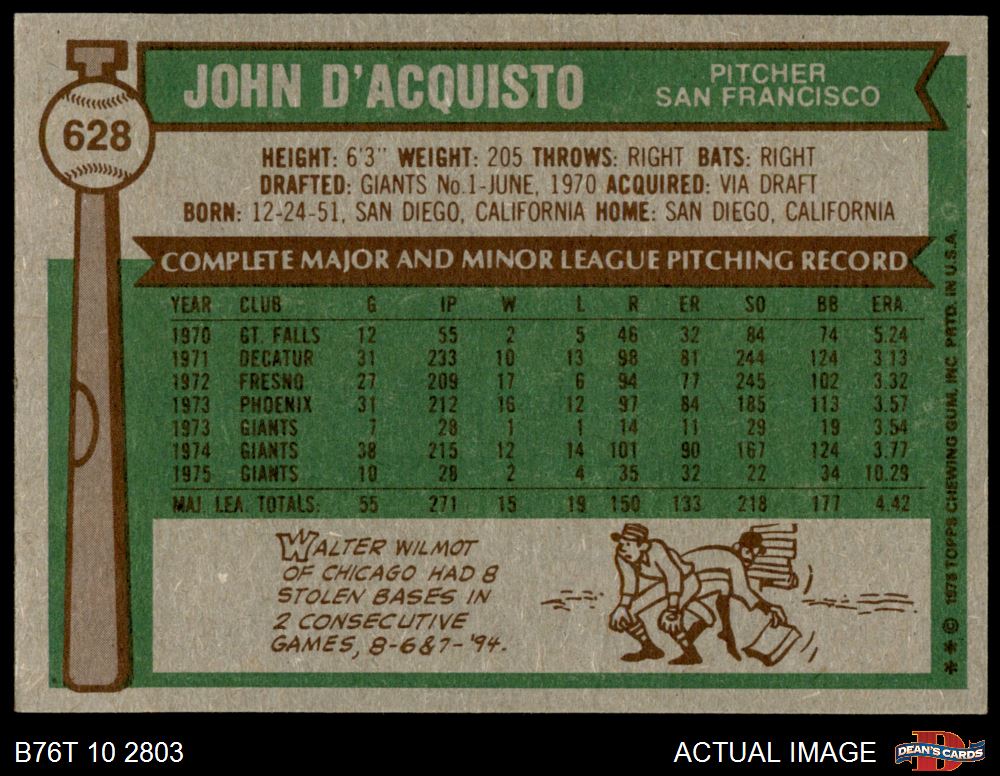 628
JOHN D'ACQUISTO
PITCHER
SAN FRANCISCO
HEIGHT: 6'3" WEIGHT: 205 THROWS: RIGHT BATS: RIGHT
DRAFTED: GIANTS No.1-JUNE, 1970 ACQUIRED: VIA DRAFT
BORN: 12-24-51, SAN DIEGO, CALIFORNIA HOME: SAN DIEGO, CALIFORNIA
COMPLETE MAJOR AND MINOR LEAGUE PITCHING RECORD
YEAR CLUB G IP W L R ER SO BB ERA
1970 GT. FALLS 12 55 2 5 46 32 84 74 5.24
1971 DECATUR 31 233 10 13 98 81 244 124 3.13
1972 FRESNO 27 209 17 6 94 77 245 102 3.32
1973 PHOENIX 31 212 16 12 97 84 185 113 3.57
1973 GIANTS 7 28 1 1 14 11 29 19 3.54
1974 GIANTS 38 215 12 14 101 90 167 124 3.77
1975 GIANTS 10 28 2 4 35 32 22 34 10.29
MAJ. LEA. TOTALS: 55 271 15 19 150 133 218 177 4.42
WALTER WILMOT
OF CHICAGO HAD 8
STOLEN BASES IN
2 CONSECUTIVE
GAMES, 8-6&7-'94.
** © 1976 TOPPS CHEWING GUM, INC PRTD. IN U.S.A.
B76T 10 2803
ACTUAL IMAGE
DEAN'S CARDS